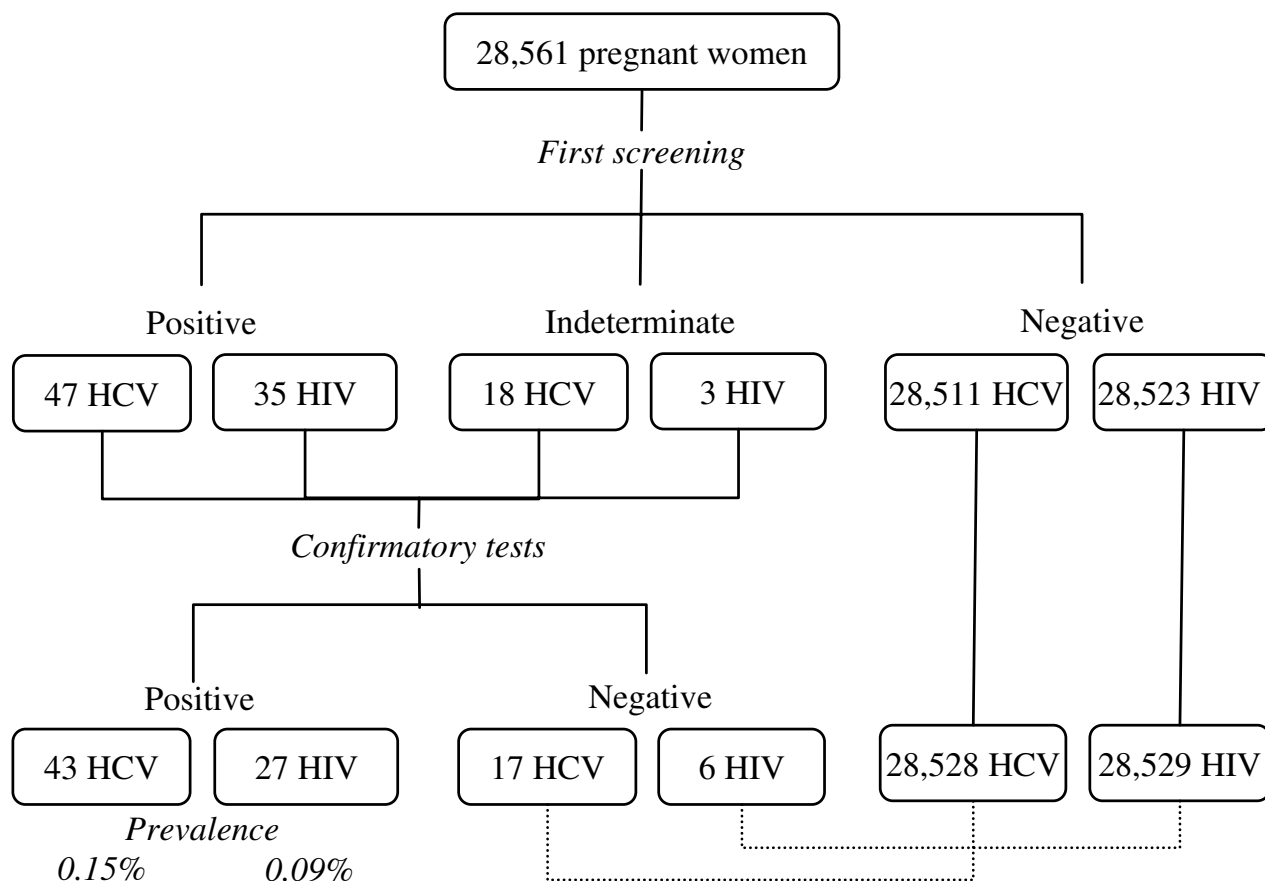 28,561 pregnant women
First screening
Positive Indeterminate Negative
47 HCV 35 HIV 18 HCV 3 HIV 28,511 HCV 28,523 HIV
Confirmatory tests
Positive Negative
43 HCV 27 HIV 17 HCV 6 HIV 28,528 HCV 28,529 HIV
Prevalence
0.15% 0.09%